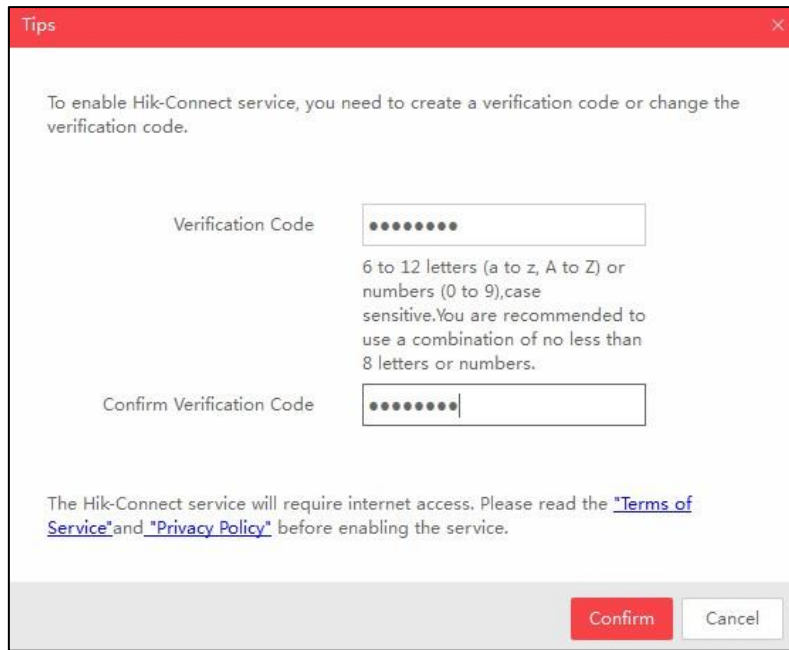 Tips
To enable Hik-Connect service, you need to create a verification code or change the
verification code.
Verification Code
••••••••
6 to 12 letters (a to z, A to Z) or
numbers (0 to 9),case
sensitive.You are recommended to
use a combination of no less than
8 letters or numbers.
Confirm Verification Code
••••••••
The Hik-Connect service will require internet access. Please read the "Terms of
Service"and "Privacy Policy" before enabling the service.
Confirm
Cancel